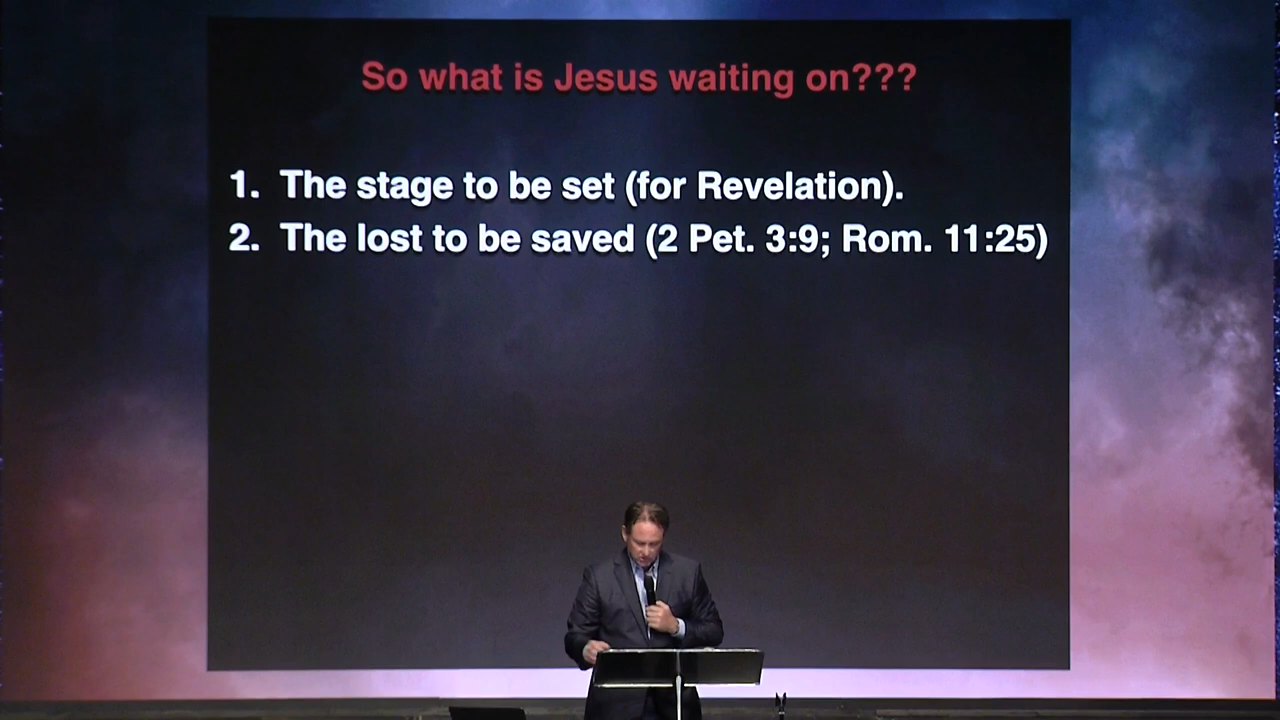 So what is Jesus waiting on???
1. The stage to be set (for Revelation).
2. The lost to be saved (2 Pet. 3:9; Rom. 11:25)